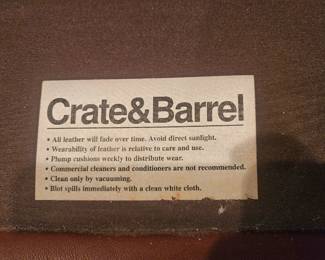 Crate&Barrel
• All leather will fade over time. Avoid direct sunlight.
• Wearability of leather is relative to care and use.
• Plump cushions weekly to distribute wear.
• Commercial cleaners and conditioners are not recommended.
• Clean only by vacuuming.
• Blot spills immediately with a clean white cloth.